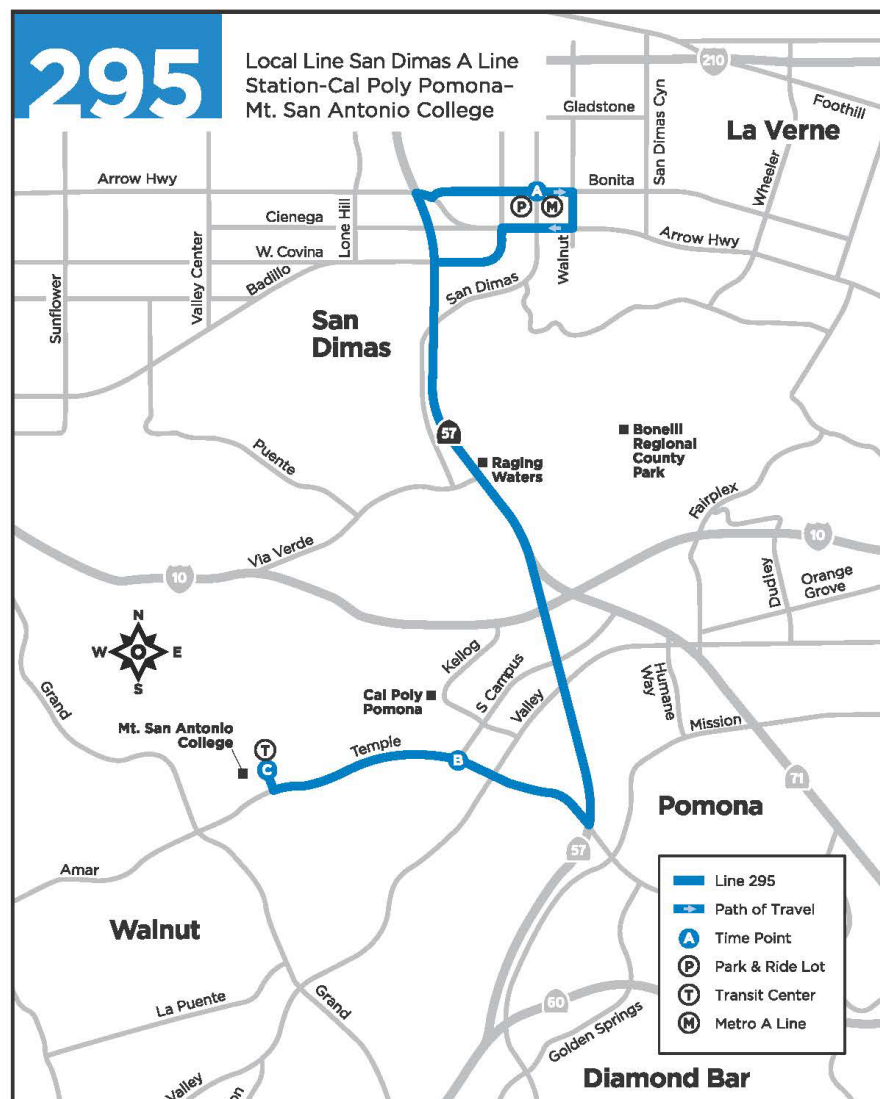 295
Local Line San Dimas A Line
Station-Cal Poly Pomona–
Mt. San Antonio College
210
Gladstone
San Dimas Cyn
Foothill
La Verne
Wheeler
Arrow Hwy
A
Bonita
P
M
Cienega
Lone Hill
Walnut
Arrow Hwy
W. Covina
Valley Center
Badillo
San Dimas
Sunflower
San
Dimas
57
Bonelli
Regional
County
Park
Raging
Waters
Puente
Fairplex
Via Verde
10
10
Dudley
Orange
Grove
N
W
E
S
Kellog
S Campus
Valley
Humane
Way
Grand
Cal Poly
Pomona
Mission
Mt. San Antonio
College
T
C
Temple
B
71
Pomona
57
Amar
Line 295
Path of Travel
A
Time Point
P
Park & Ride Lot
T
Transit Center
M
Metro A Line
Walnut
La Puente
Grand
60
Golden Springs
Valley
Diamond Bar